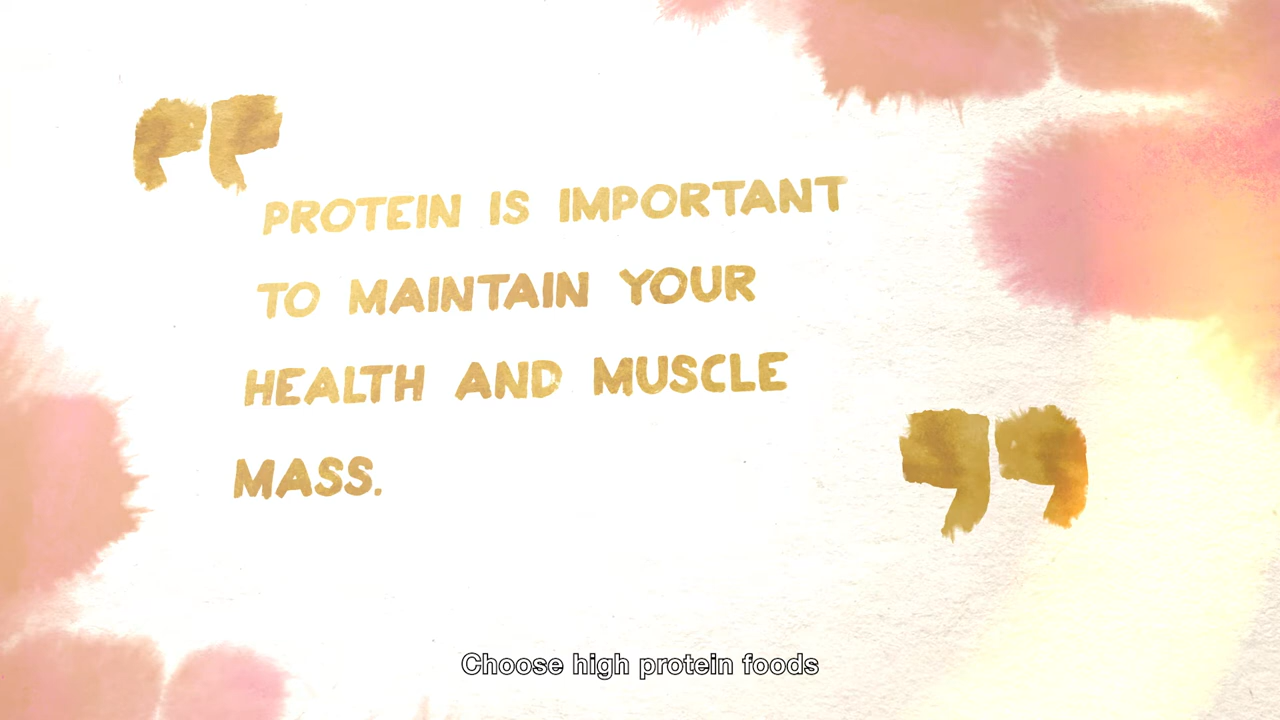 PROTEIN IS IMPORTANT
TO MAINTAIN YOUR
HEALTH AND MUSCLE
MASS.
Choose high protein foods